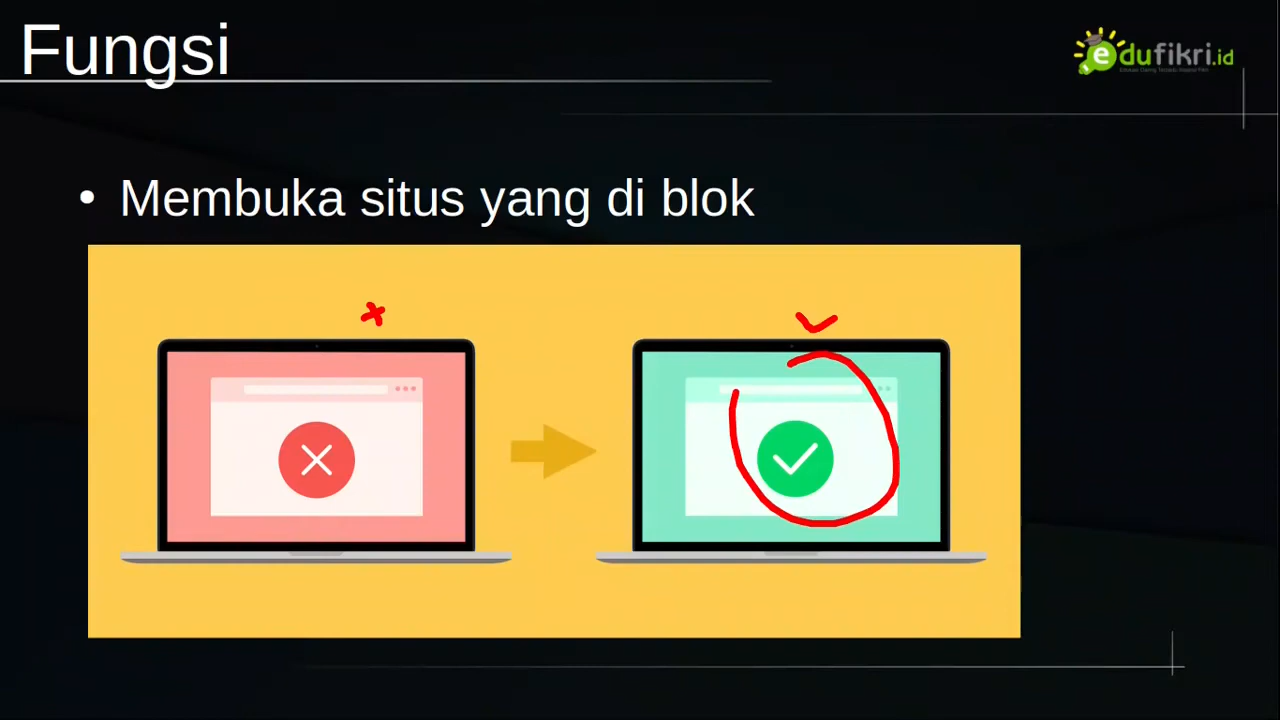 Fungsi
edufikri.id
• Membuka situs yang di blok